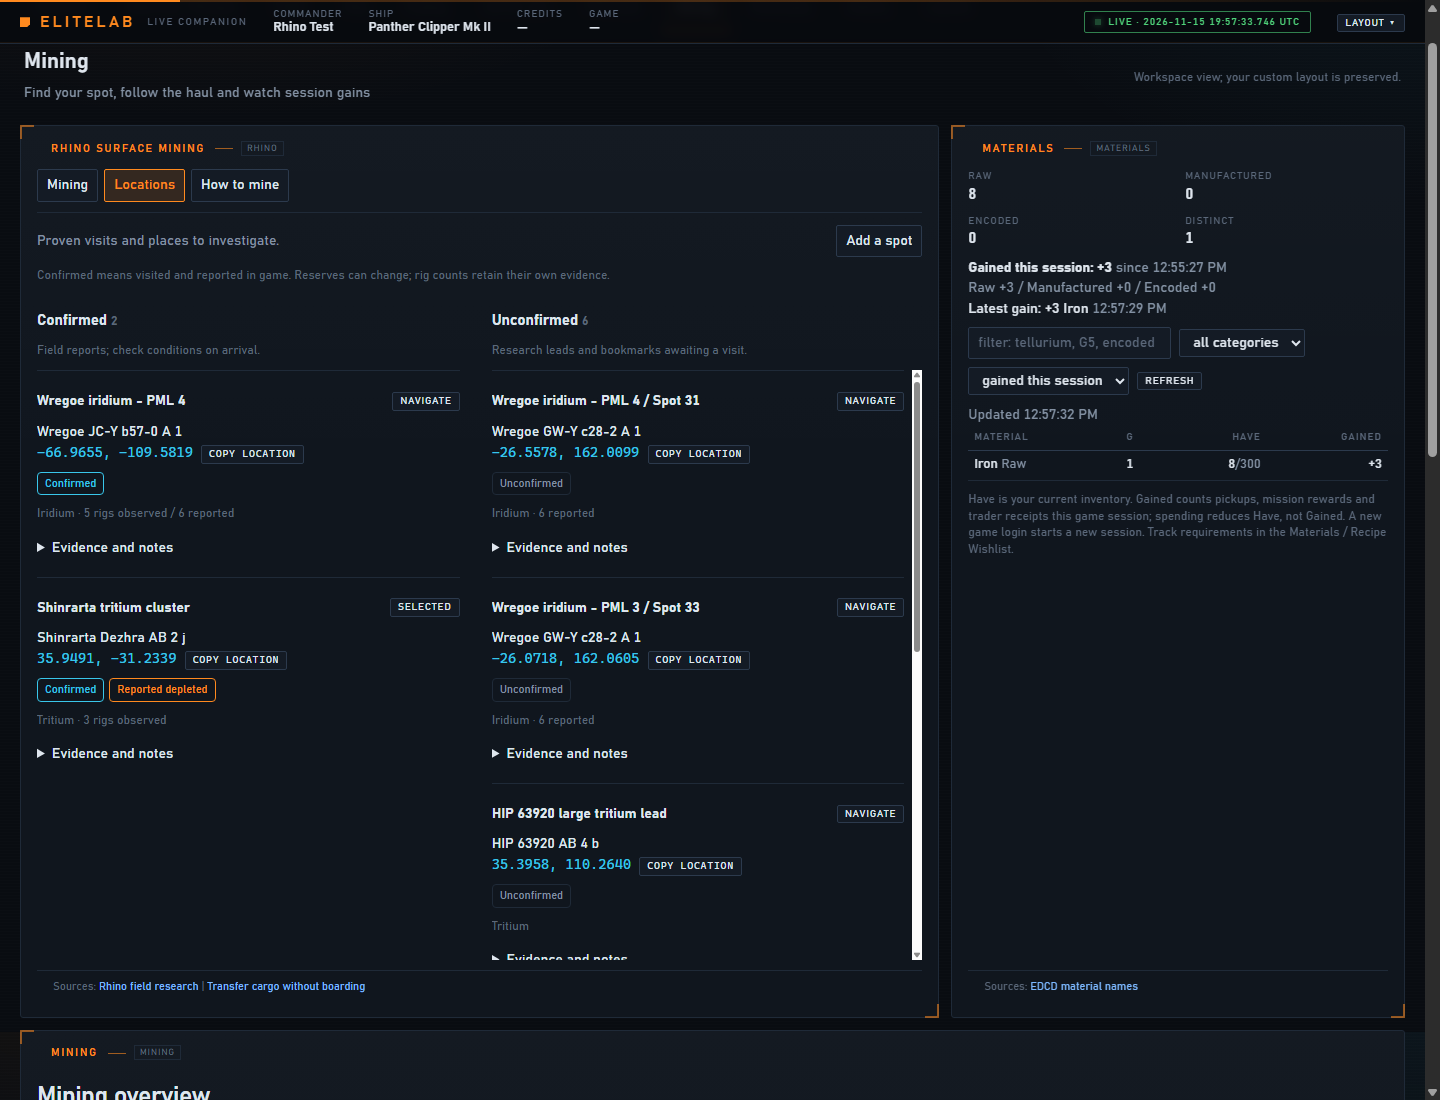 ELITELAB LIVE COMPANION
COMMANDER
Rhino Test
SHIP
Panther Clipper Mk II
CREDITS
—
GAME
—
LIVE · 2026-11-15 19:57:33.746 UTC
LAYOUT ▾
Mining
Find your spot, follow the haul and watch session gains
Workspace view; your custom layout is preserved.
RHINO SURFACE MINING — RHINO
Mining Locations How to mine
Proven visits and places to investigate.
Add a spot
Confirmed means visited and reported in game. Reserves can change; rig counts retain their own evidence.
Confirmed 2
Field reports; check conditions on arrival.
Wregoe iridium - PML 4
NAVIGATE
Wregoe JC-Y b57-0 A 1
-66.9655, -109.5819 COPY LOCATION
Confirmed
Iridium · 5 rigs observed / 6 reported
▶ Evidence and notes
Shinrarta tritium cluster
SELECTED
Shinrarta Dezhra AB 2 j
35.9491, -31.2339 COPY LOCATION
Confirmed Reported depleted
Tritium · 3 rigs observed
▶ Evidence and notes
Unconfirmed 6
Research leads and bookmarks awaiting a visit.
Wregoe iridium - PML 4 / Spot 31
NAVIGATE
Wregoe GW-Y c28-2 A 1
-26.5578, 162.0099 COPY LOCATION
Unconfirmed
Iridium · 6 reported
▶ Evidence and notes
Wregoe iridium - PML 3 / Spot 33
NAVIGATE
Wregoe GW-Y c28-2 A 1
-26.0718, 162.0605 COPY LOCATION
Unconfirmed
Iridium · 6 reported
▶ Evidence and notes
HIP 63920 large tritium lead
NAVIGATE
HIP 63920 AB 4 b
35.3958, 110.2640 COPY LOCATION
Unconfirmed
Tritium
▶ Evidence and notes
Sources: Rhino field research | Transfer cargo without boarding
MATERIALS — MATERIALS
RAW
8
MANUFACTURED
0
ENCODED
0
DISTINCT
1
Gained this session: +3 since 12:55:27 PM
Raw +3 / Manufactured +0 / Encoded +0
Latest gain: +3 Iron 12:57:29 PM
filter: tellurium, G5, encoded
all categories
gained this session
REFRESH
Updated 12:57:32 PM
MATERIAL G HAVE GAINED
Iron Raw 1 8/300 +3
Have is your current inventory. Gained counts pickups, mission rewards and
trader receipts this game session; spending reduces Have, not Gained. A new
game login starts a new session. Track requirements in the Materials / Recipe
Wishlist.
Sources: EDCD material names
MINING — MINING
Mining overview